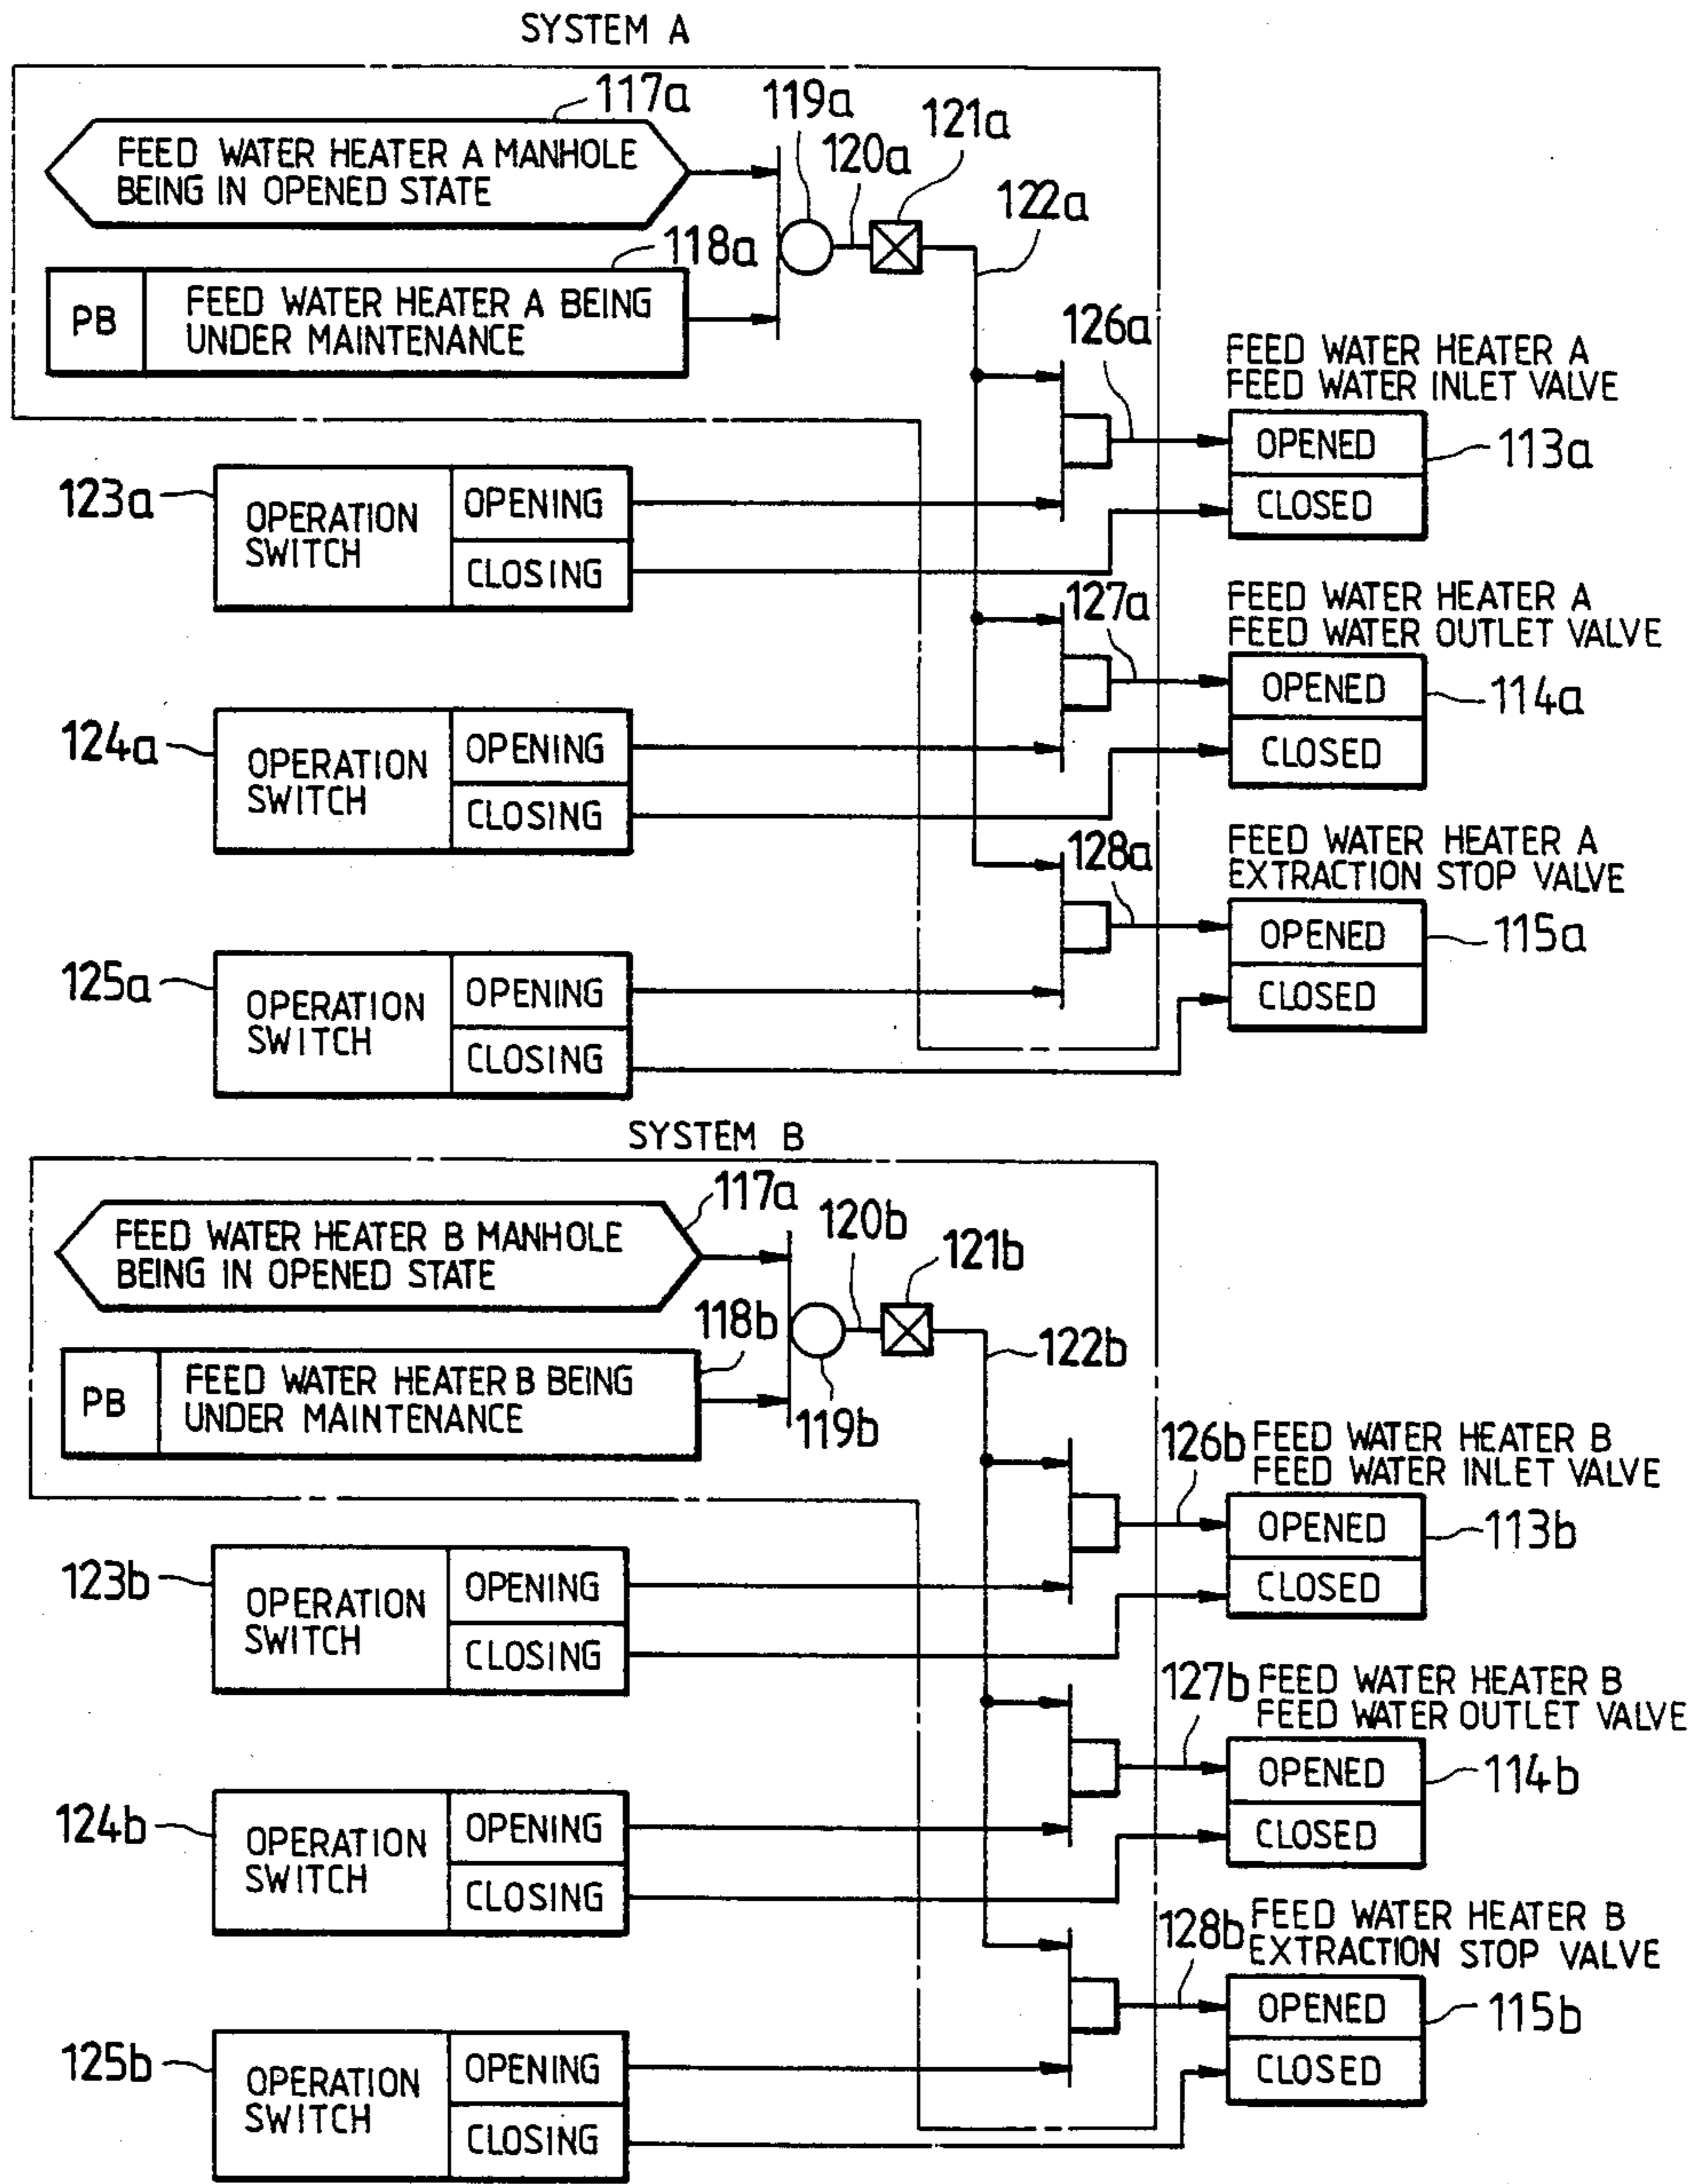 SYSTEM A
117a
119a
121a
120a
122a
FEED WATER HEATER A MANHOLE
BEING IN OPENED STATE
118a
PB
FEED WATER HEATER A BEING
UNDER MAINTENANCE
126a
FEED WATER HEATER A
FEED WATER INLET VALVE
OPENED
CLOSED
113a
123a
OPERATION
SWITCH
OPENING
CLOSING
127a
FEED WATER HEATER A
FEED WATER OUTLET VALVE
OPENED
CLOSED
114a
124a
OPERATION
SWITCH
OPENING
CLOSING
128a
FEED WATER HEATER A
EXTRACTION STOP VALVE
OPENED
CLOSED
115a
125a
OPERATION
SWITCH
OPENING
CLOSING
SYSTEM B
117a
120b
121b
FEED WATER HEATER B MANHOLE
BEING IN OPENED STATE
118b
122b
PB
FEED WATER HEATER B BEING
UNDER MAINTENANCE
119b
126b
FEED WATER HEATER B
FEED WATER INLET VALVE
OPENED
CLOSED
113b
123b
OPERATION
SWITCH
OPENING
CLOSING
127b
FEED WATER HEATER B
FEED WATER OUTLET VALVE
OPENED
CLOSED
114b
124b
OPERATION
SWITCH
OPENING
CLOSING
128b
FEED WATER HEATER B
EXTRACTION STOP VALVE
OPENED
CLOSED
115b
125b
OPERATION
SWITCH
OPENING
CLOSING